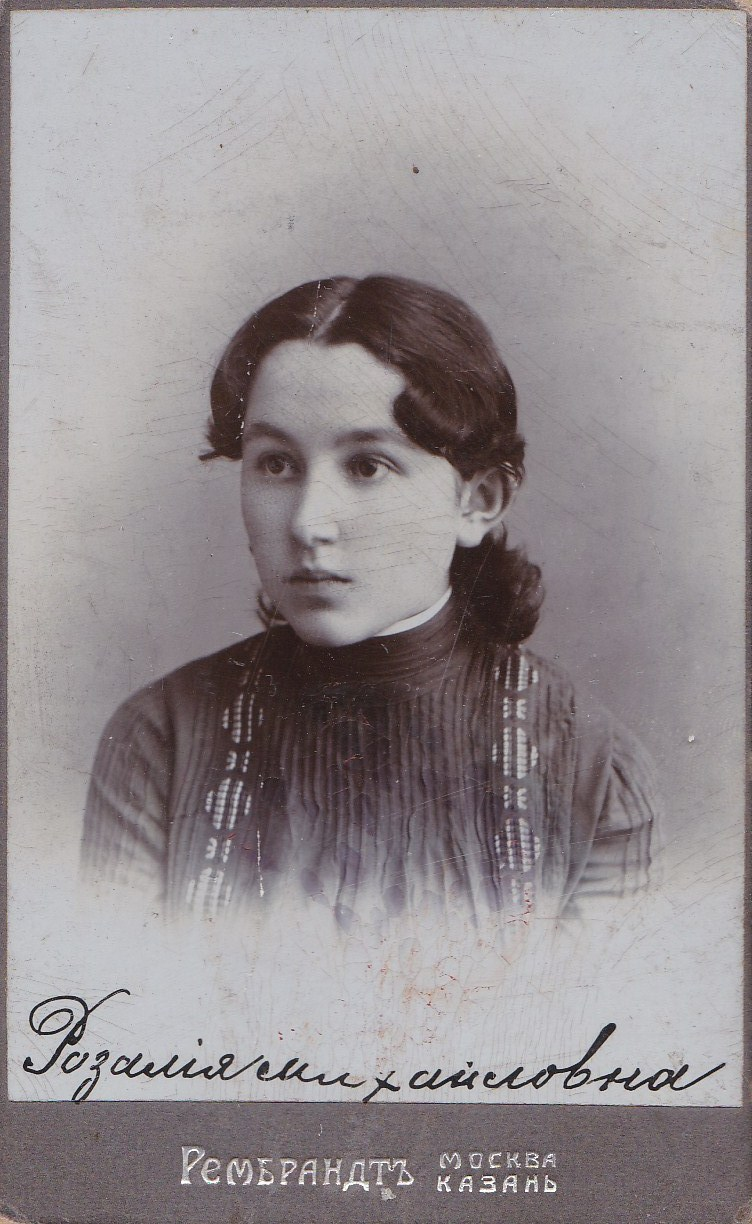 Розалія Михайловна
Рембрандтъ
Москва
Казань